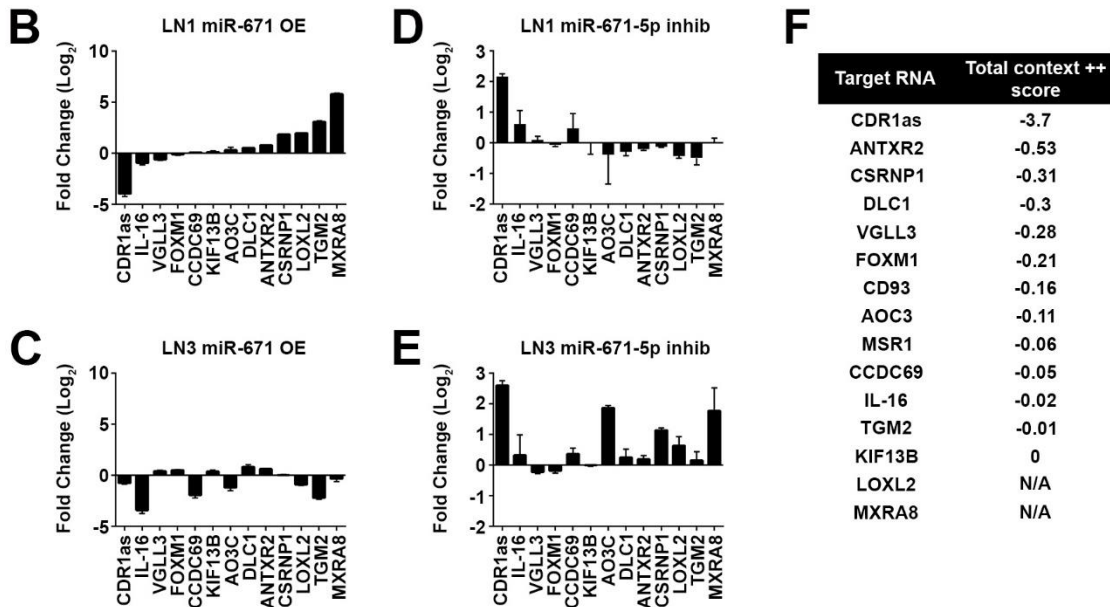 B
LN1 miR-671 OE
Fold Change (Log2)
10
5
0
-5
CDR1as
IL-16
VGLL3
FOXM1
CCDC69
KIF13B
AO3C
DLC1
ANTXR2
CSRNP1
LOXL2
TGM2
MXRA8
D
LN1 miR-671-5p inhib
Fold Change (Log2)
3
2
1
0
-1
-2
CDR1as
IL-16
VGLL3
FOXM1
CCDC69
KIF13B
AO3C
DLC1
ANTXR2
CSRNP1
LOXL2
TGM2
MXRA8
C
LN3 miR-671 OE
Fold Change (Log2)
10
5
0
-5
CDR1as
IL-16
VGLL3
FOXM1
CCDC69
KIF13B
AO3C
DLC1
ANTXR2
CSRNP1
LOXL2
TGM2
MXRA8
E
LN3 miR-671-5p inhib
Fold Change (Log2)
3
2
1
0
-1
-2
CDR1as
IL-16
VGLL3
FOXM1
CCDC69
KIF13B
AO3C
DLC1
ANTXR2
CSRNP1
LOXL2
TGM2
MXRA8
F
Target RNA Total context ++
score
CDR1as -3.7
ANTXR2 -0.53
CSRNP1 -0.31
DLC1 -0.3
VGLL3 -0.28
FOXM1 -0.21
CD93 -0.16
AOC3 -0.11
MSR1 -0.06
CCDC69 -0.05
IL-16 -0.02
TGM2 -0.01
KIF13B 0
LOXL2 N/A
MXRA8 N/A